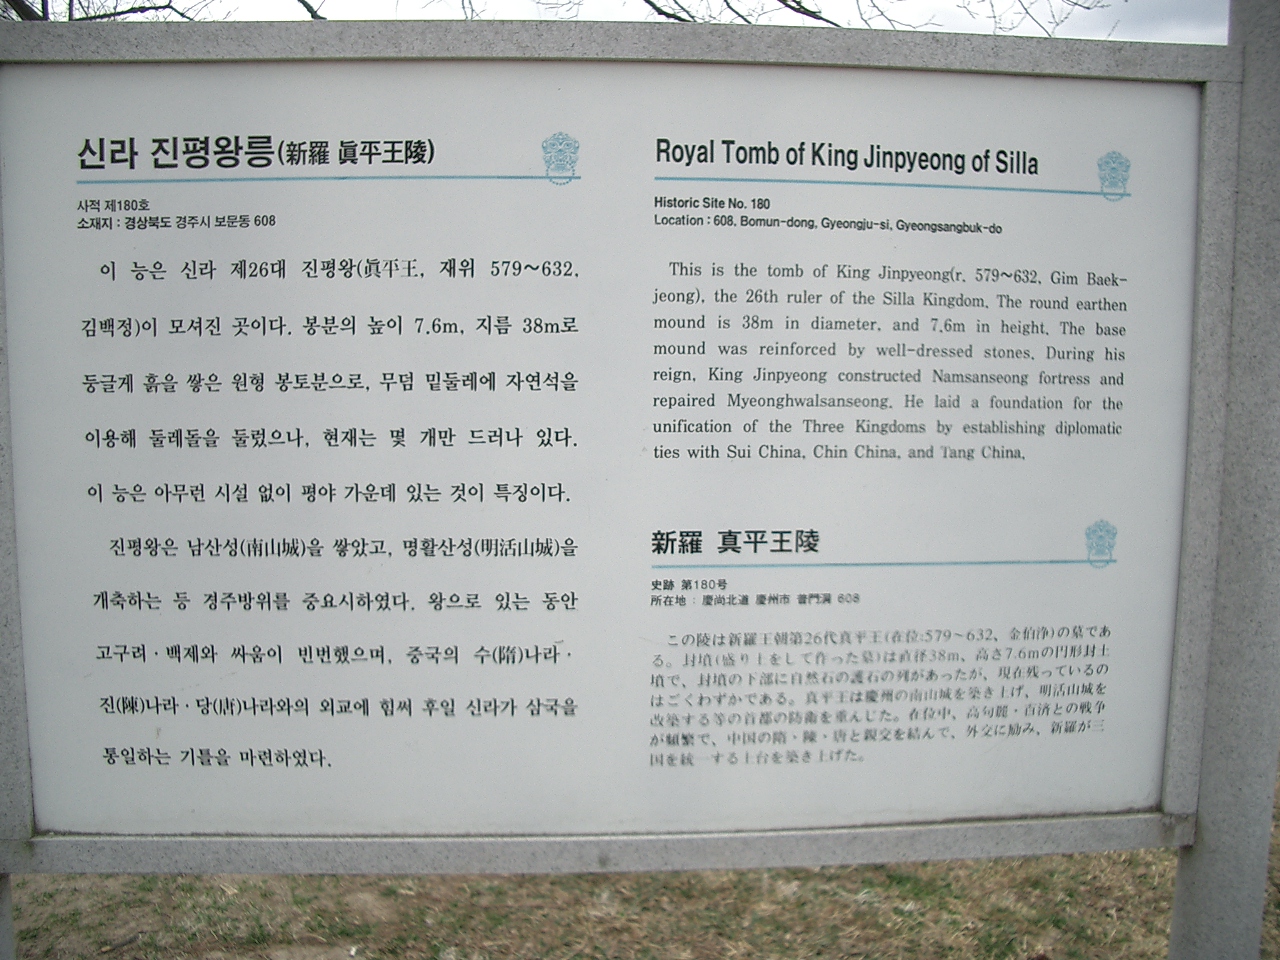 신라 진평왕릉(新羅 眞平王陵)
사적 제180호
소재지 : 경상북도 경주시 보문동 608
이 능은 신라 제26대 진평왕(眞平王, 재위 579~632,
김백정)이 모셔진 곳이다. 봉분의 높이 7.6m, 지름 38m로
둥글게 흙을 쌓은 원형 봉토분으로, 무덤 밑둘레에 자연석을
이용해 둘레돌을 둘렀으나, 현재는 몇 개만 드러나 있다.
이 능은 아무런 시설 없이 평야 가운데 있는 것이 특징이다.
진평왕은 남산성(南山城)을 쌓았고, 명활산성(明活山城)을
개축하는 등 경주방위를 중요시하였다. 왕으로 있는 동안
고구려·백제와 싸움이 빈번했으며, 중국의 수(隋)나라·
진(陳)나라·당(唐)나라와의 외교에 힘써 후일 신라가 삼국을
통일하는 기틀을 마련하였다.
Royal Tomb of King Jinpyeong of Silla
Historic Site No. 180
Location : 608, Bomun-dong, Gyeongju-si, Gyeongsangbuk-do
This is the tomb of King Jinpyeong(r. 579~632, Gim Baek-
jeong), the 26th ruler of the Silla Kingdom. The round earthen
mound is 38m in diameter, and 7.6m in height. The base
mound was reinforced by well-dressed stones. During his
reign, King Jinpyeong constructed Namsanseong fortress and
repaired Myeonghwalsanseong. He laid a foundation for the
unification of the Three Kingdoms by establishing diplomatic
ties with Sui China, Chin China, and Tang China.
新羅 真平王陵
史跡 第180号
所在地 : 慶尚北道 慶州市 普門洞 608
この陵は新羅王朝第26代真平王(在位:579~632、金伯浄)の墓であ
る。封墳(盛り土をして作った墓)は直径38m、高さ7.6mの円形封土
墳で、封墳の下部に自然石の護石の列があったが、現在残っているの
はごくわずかである。真平王は慶州の南山城を築き上げ、明活山城を
改築する等の首都の防衛を重んじた。在位中、高句麗・百済との戦争
が頻繁で、中国の隋・陳・唐と親交を結んで、外交に励み、新羅が三
国を統一する土台を築き上げた。